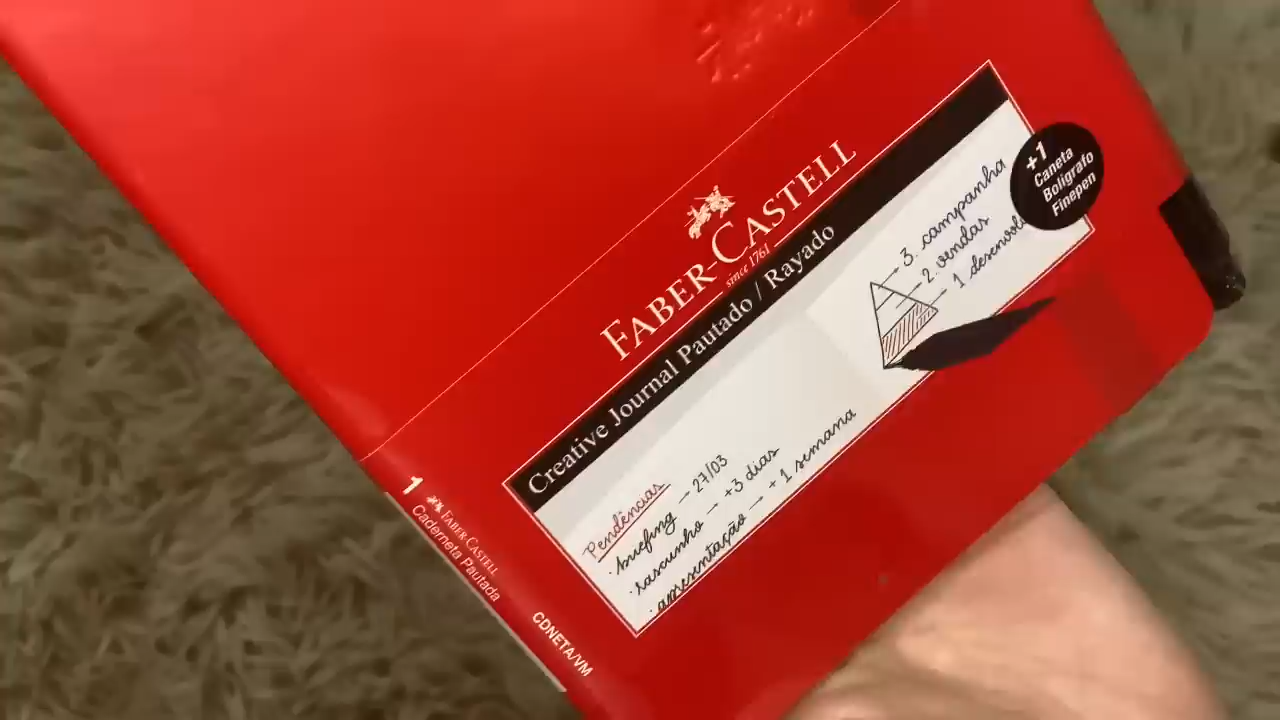 FABER-CASTELL
since 1761
Creative Journal Pautado / Rayado
+1
Caneta
Boligrafo
Finepen
3. campanha
2. vendas
1 desenvol
Pendências
· briefing → 27/03
· rascunho → +3 dias
· apresentação → +1 semana
1
FABER-CASTELL
Caderneta Pautada
CDNETA/VM